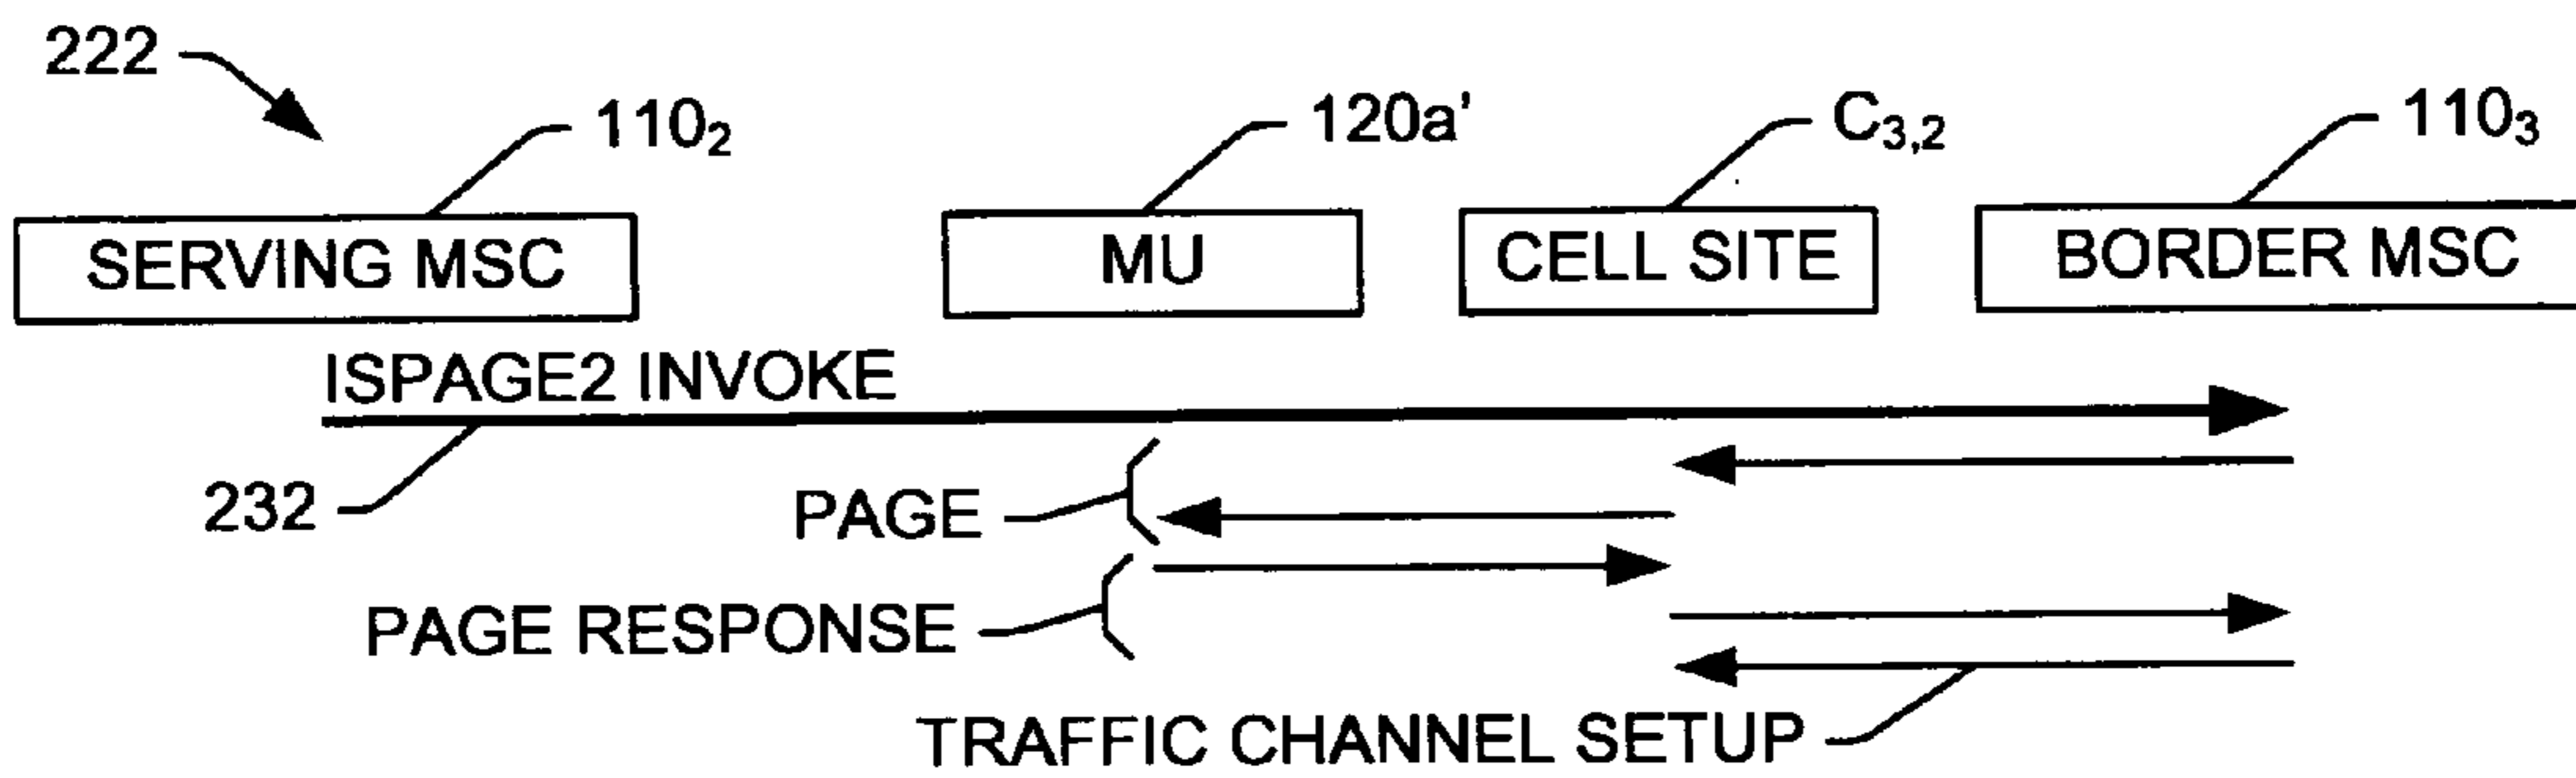 222
110₂
120a'
C₃,₂
110₃
SERVING MSC
MU
CELL SITE
BORDER MSC
ISPAGE2 INVOKE
232
PAGE
PAGE RESPONSE
TRAFFIC CHANNEL SETUP